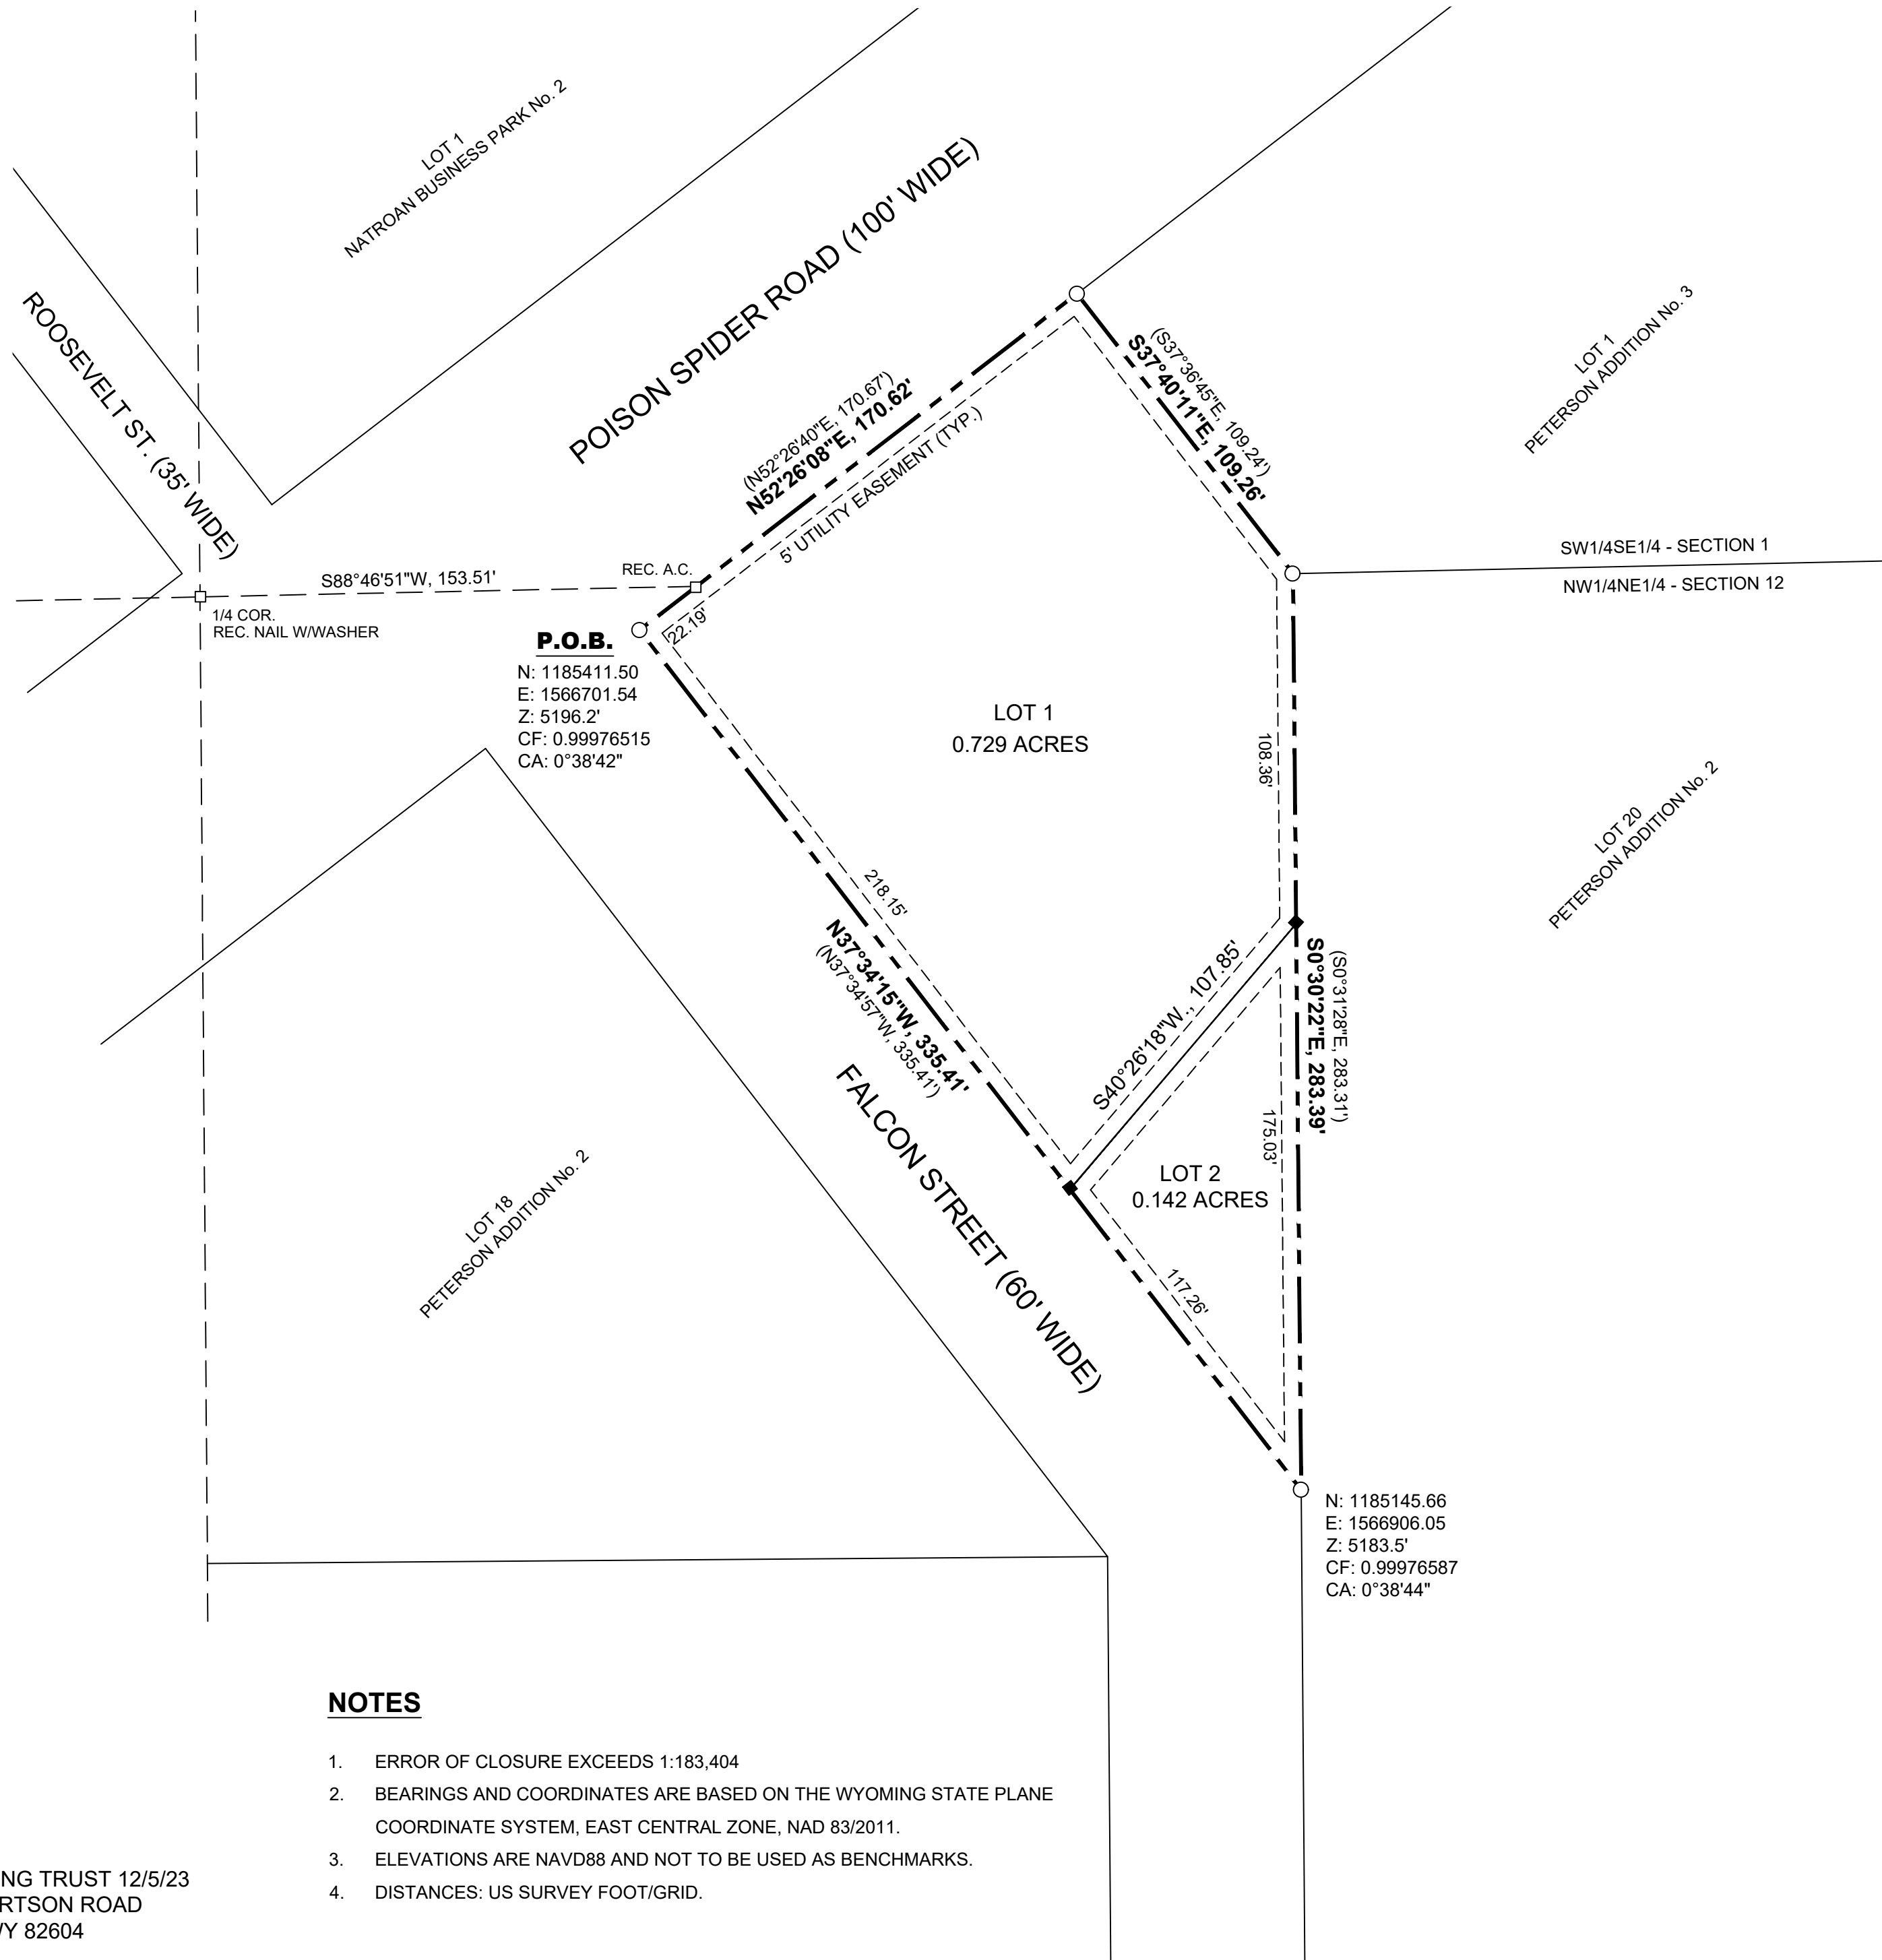 LOT 1
NATROAN BUSINESS PARK No. 2
POISON SPIDER ROAD (100' WIDE)
ROOSEVELT ST. (35' WIDE)
LOT 1
PETERSON ADDITION No. 3
(S37°36'45"E, 109.24')
S37°40'11"E, 109.26'
(N52°26'40"E, 170.67')
N52°26'08"E, 170.62'
5' UTILITY EASEMENT (TYP.)
SW1/4SE1/4 - SECTION 1
NW1/4NE1/4 - SECTION 12
S88°46'51"W, 153.51'
REC. A.C.
1/4 COR.
REC. NAIL W/WASHER
22.19'
P.O.B.
N: 1185411.50
E: 1566701.54
Z: 5196.2'
CF: 0.99976515
CA: 0°38'42"
LOT 1
0.729 ACRES
108.36'
LOT 20
PETERSON ADDITION No. 2
218.15'
N37°34'15"W, 335.41'
(N37°34'57"W, 335.41')
S40°26'18"W., 107.85'
(S0°31'28"E, 283.31')
S0°30'22"E, 283.39'
175.03'
FALCON STREET (60' WIDE)
LOT 2
0.142 ACRES
117.26'
LOT 18
PETERSON ADDITION No. 2
N: 1185145.66
E: 1566906.05
Z: 5183.5'
CF: 0.99976587
CA: 0°38'44"
NOTES
1. ERROR OF CLOSURE EXCEEDS 1:183,404
2. BEARINGS AND COORDINATES ARE BASED ON THE WYOMING STATE PLANE
COORDINATE SYSTEM, EAST CENTRAL ZONE, NAD 83/2011.
3. ELEVATIONS ARE NAVD88 AND NOT TO BE USED AS BENCHMARKS.
4. DISTANCES: US SURVEY FOOT/GRID.
NG TRUST 12/5/23
RTSON ROAD
WY 82604